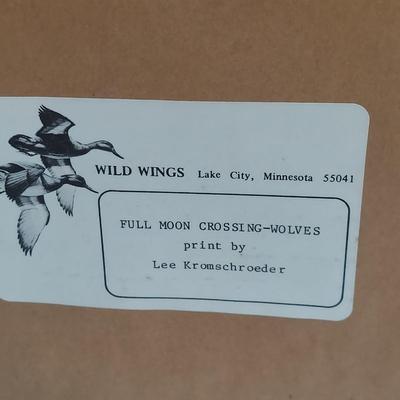 WILD WINGS Lake City, Minnesota 55041
FULL MOON CROSSING-WOLVES
print by
Lee Kromschroeder